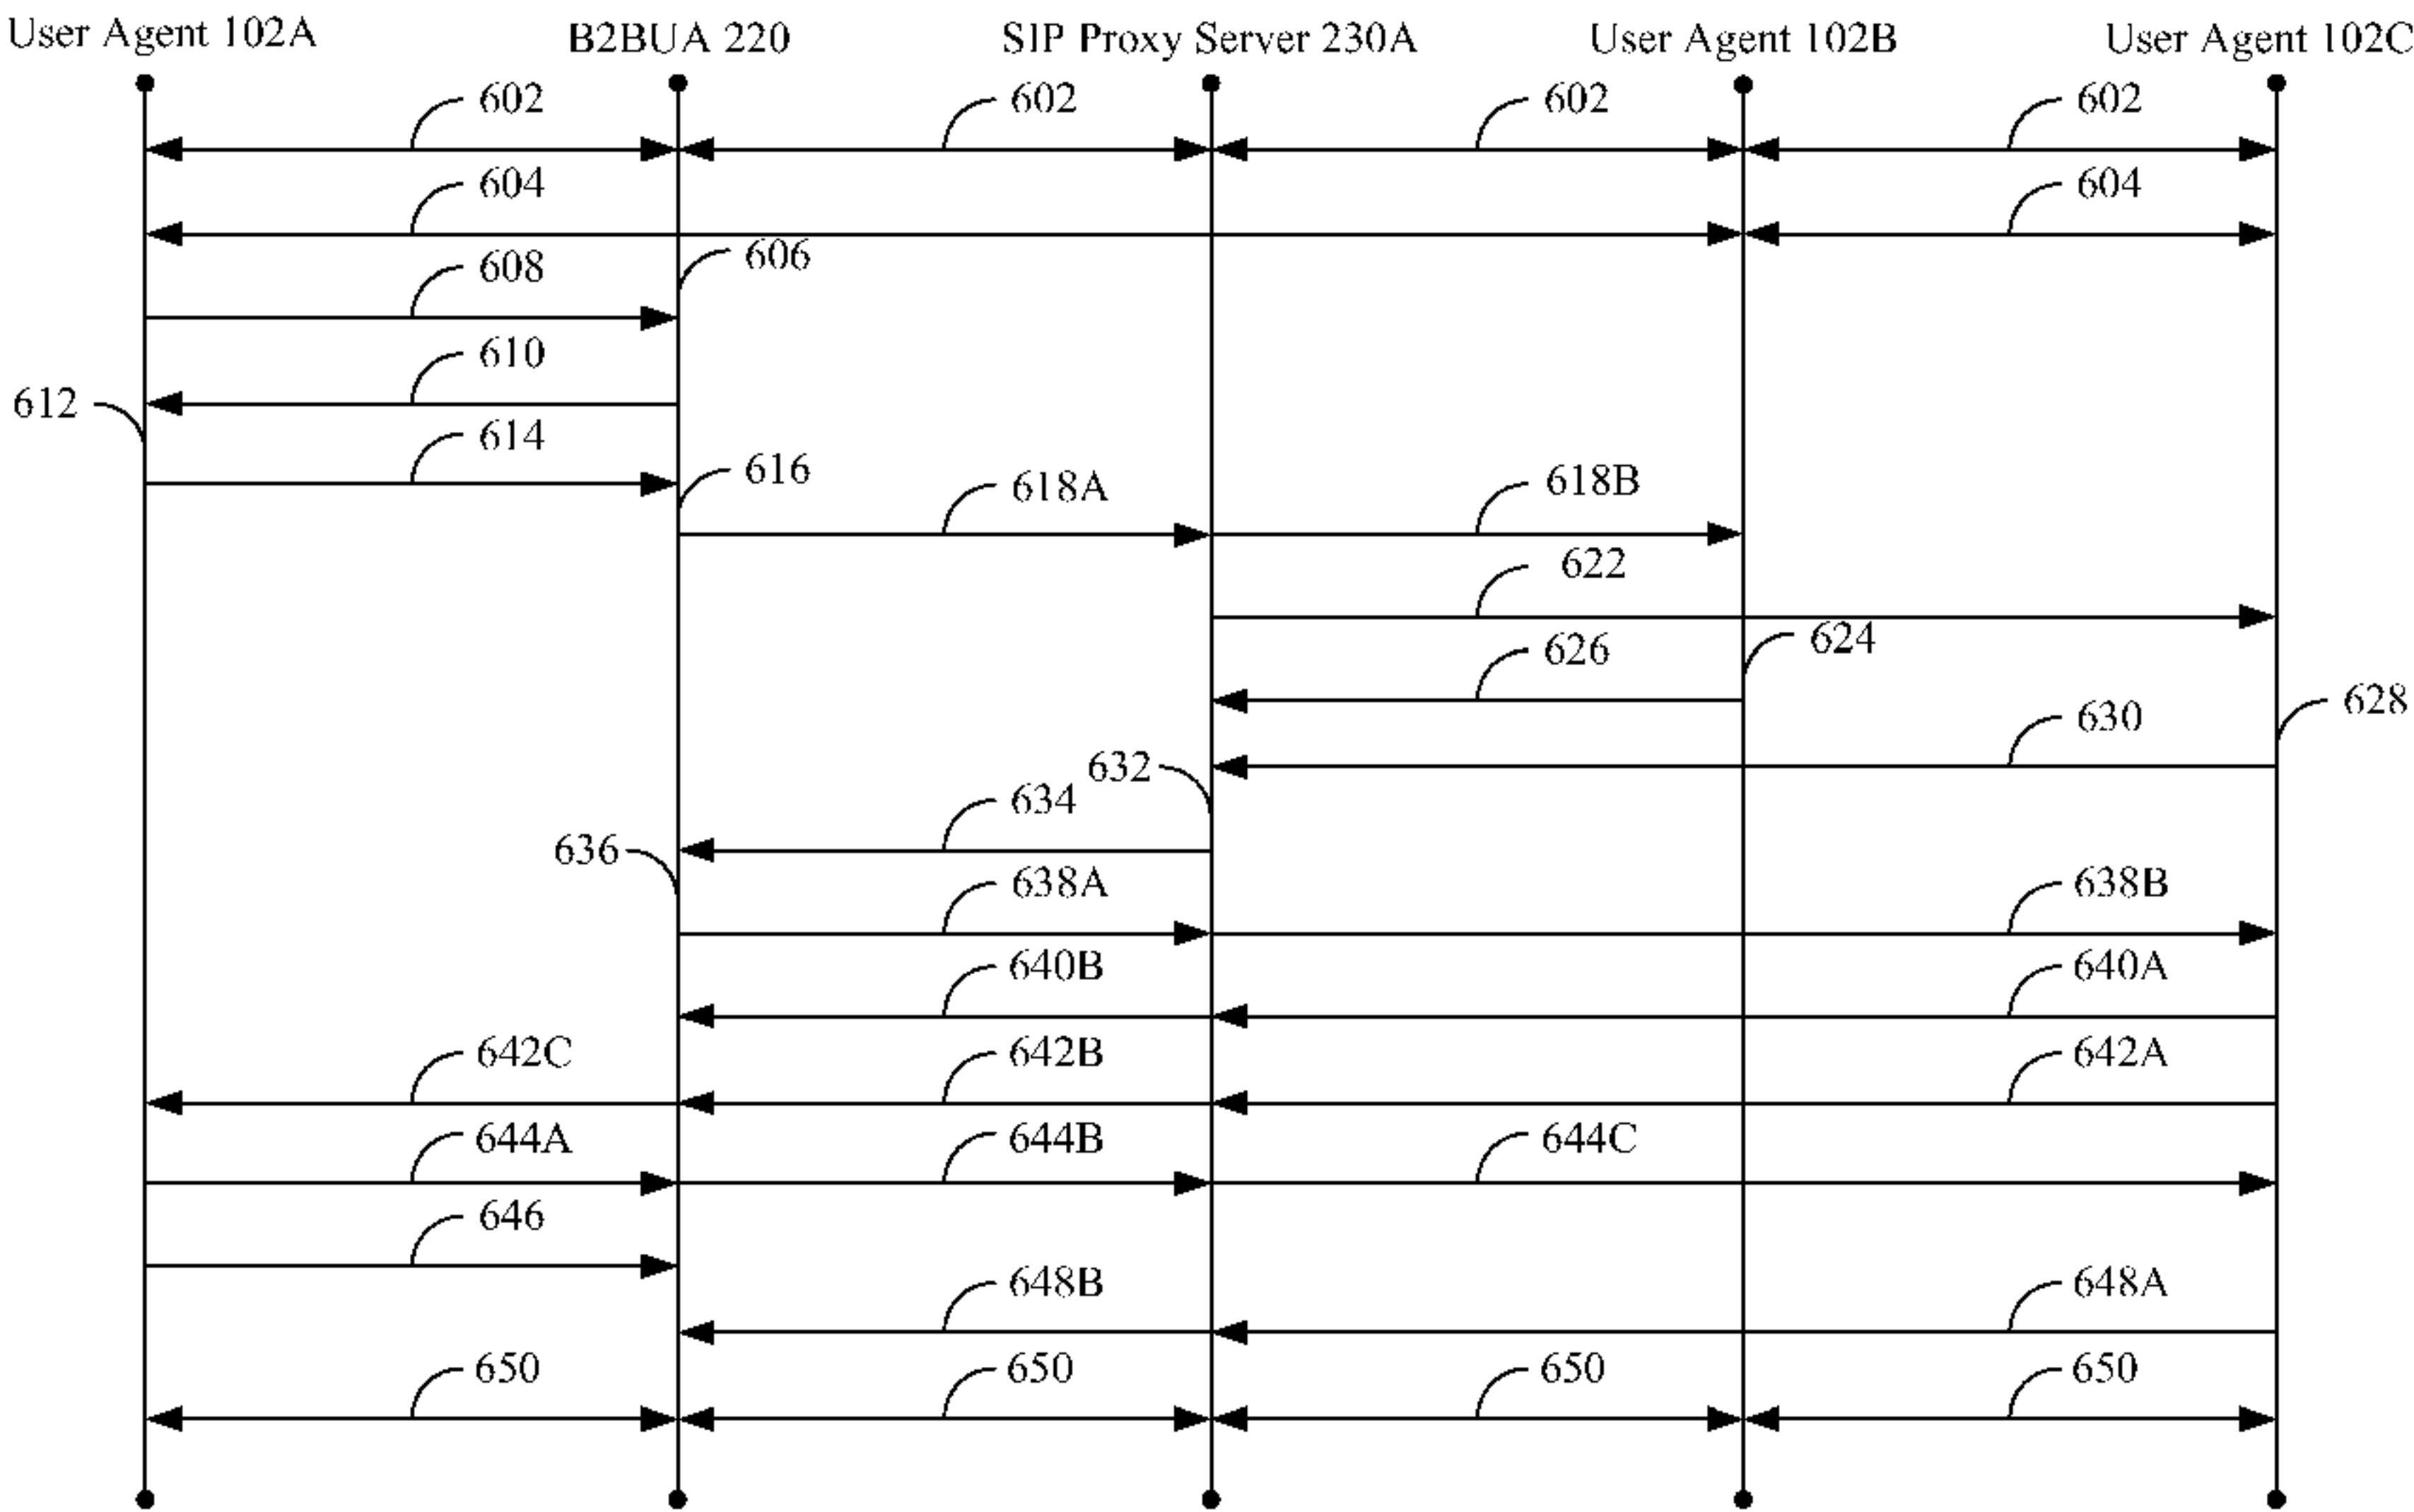 User Agent 102A B2BUA 220 SIP Proxy Server 230A User Agent 102B User Agent 102C
602 602 602 602
604 604
606
608
610
612
614
616 618A 618B
622
624
626
628
630
632
634
636
638A 638B
640B 640A
642C 642B 642A
644A 644B 644C
646
648B 648A
650 650 650 650